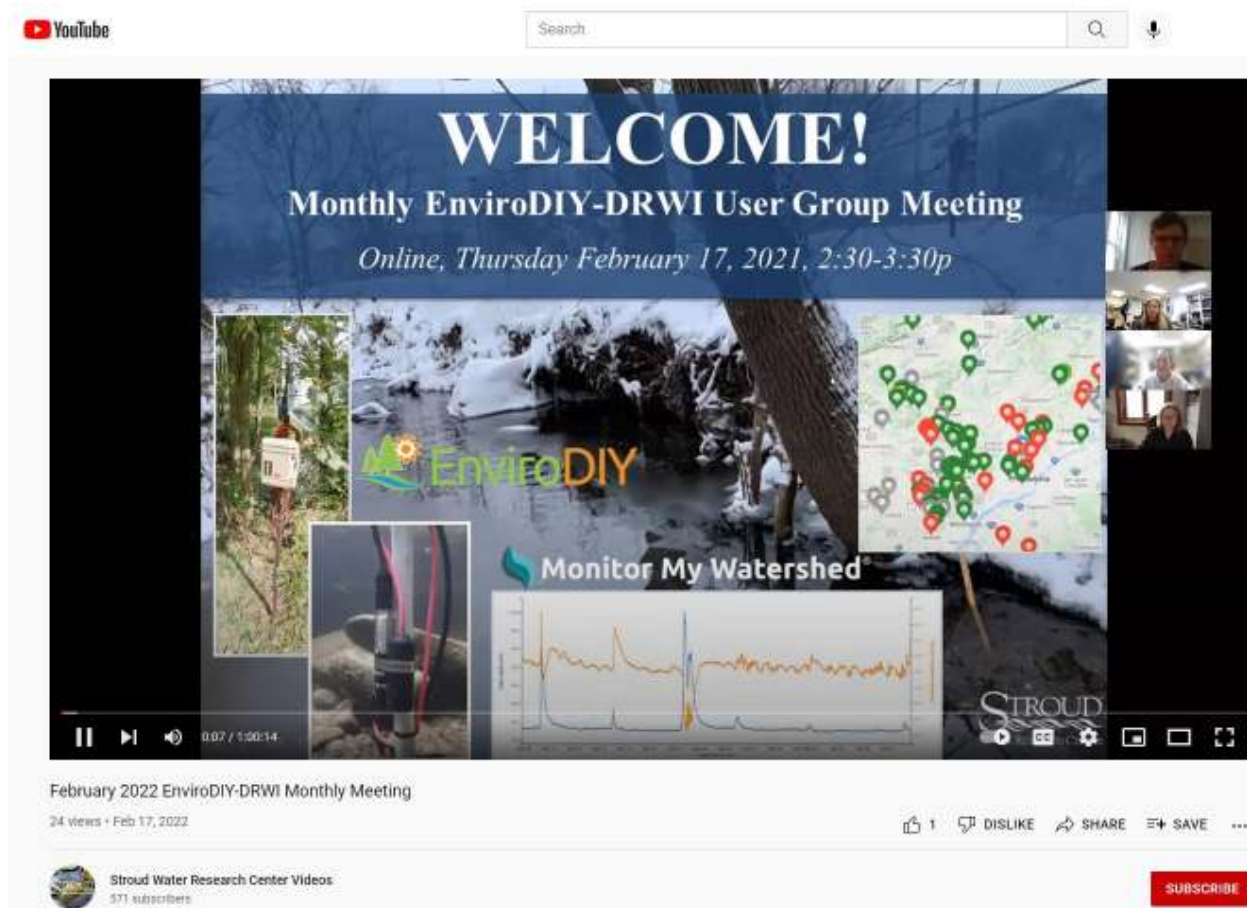 YouTube
Search
WELCOME!
Monthly EnviroDIY-DRWI User Group Meeting
Online, Thursday February 17, 2021, 2:30-3:30p
EnviroDIY
Monitor My Watershed®
STROUD
0:07 / 1:00:14
CC
February 2022 EnviroDIY-DRWI Monthly Meeting
24 views • Feb 17, 2022
1 DISLIKE SHARE SAVE ...
Stroud Water Research Center Videos
571 subscribers
SUBSCRIBE